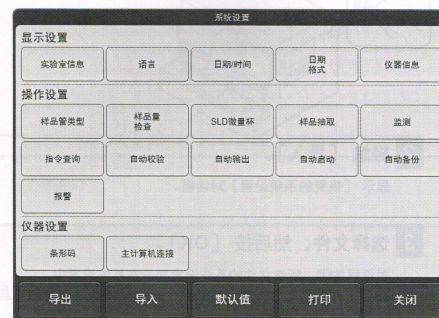 系统设置
显示设置
实验室信息 语言 日期/时间 日期格式 仪器信息
操作设置
样品管类型 样品量检查 SLD微量杯 样品抽取 监测
指令查询 自动校验 自动输出 自动启动 自动备份
报警
仪器设置
条形码 主计算机连接
导出 导入 默认值 打印 关闭